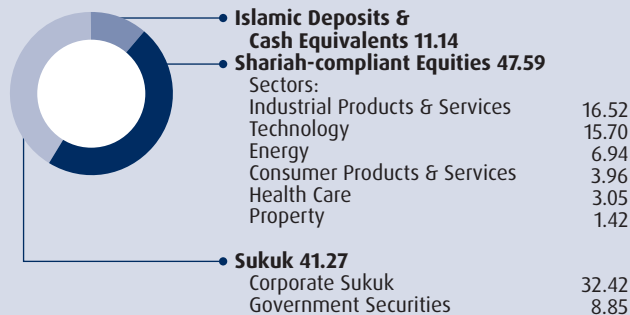 Islamic Deposits &
Cash Equivalents 11.14
Shariah-compliant Equities 47.59
Sectors:
Industrial Products & Services 16.52
Technology 15.70
Energy 6.94
Consumer Products & Services 3.96
Health Care 3.05
Property 1.42
Sukuk 41.27
Corporate Sukuk 32.42
Government Securities 8.85